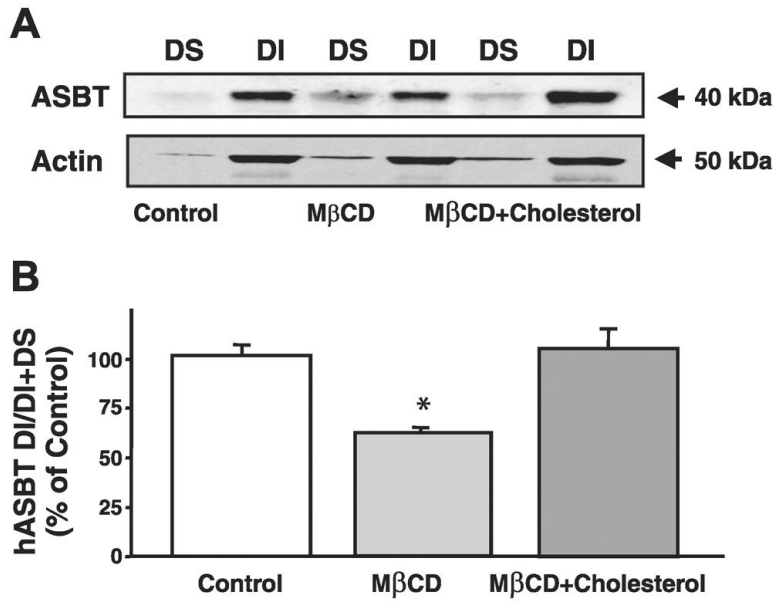 A
DS DI DS DI DS DI
ASBT 40 kDa
Actin 50 kDa
Control MβCD MβCD+Cholesterol
B
hASBT DI/DI+DS
(% of Control)
100
75
50
25
0
*
Control MβCD MβCD+Cholesterol